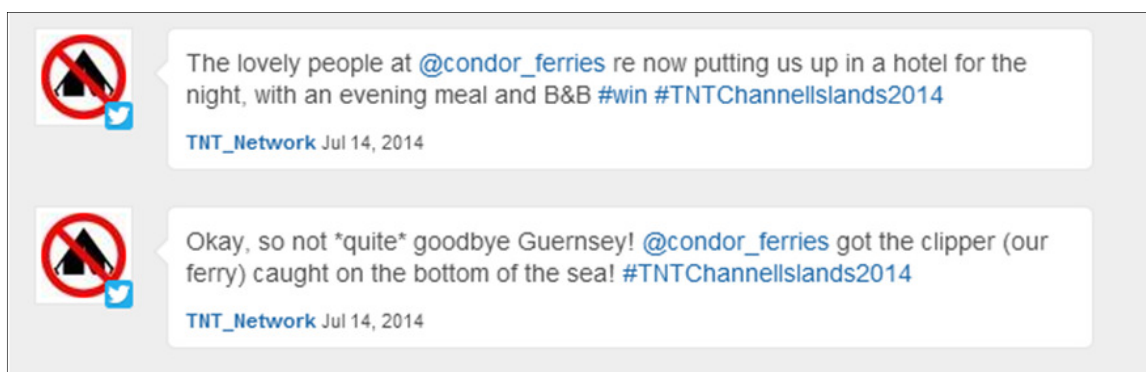 The lovely people at @condor_ferries re now putting us up in a hotel for the
night, with an evening meal and B&B #win #TNTChannelIslands2014
TNT_Network Jul 14, 2014
Okay, so not *quite* goodbye Guernsey! @condor_ferries got the clipper (our
ferry) caught on the bottom of the sea! #TNTChannelIslands2014
TNT_Network Jul 14, 2014